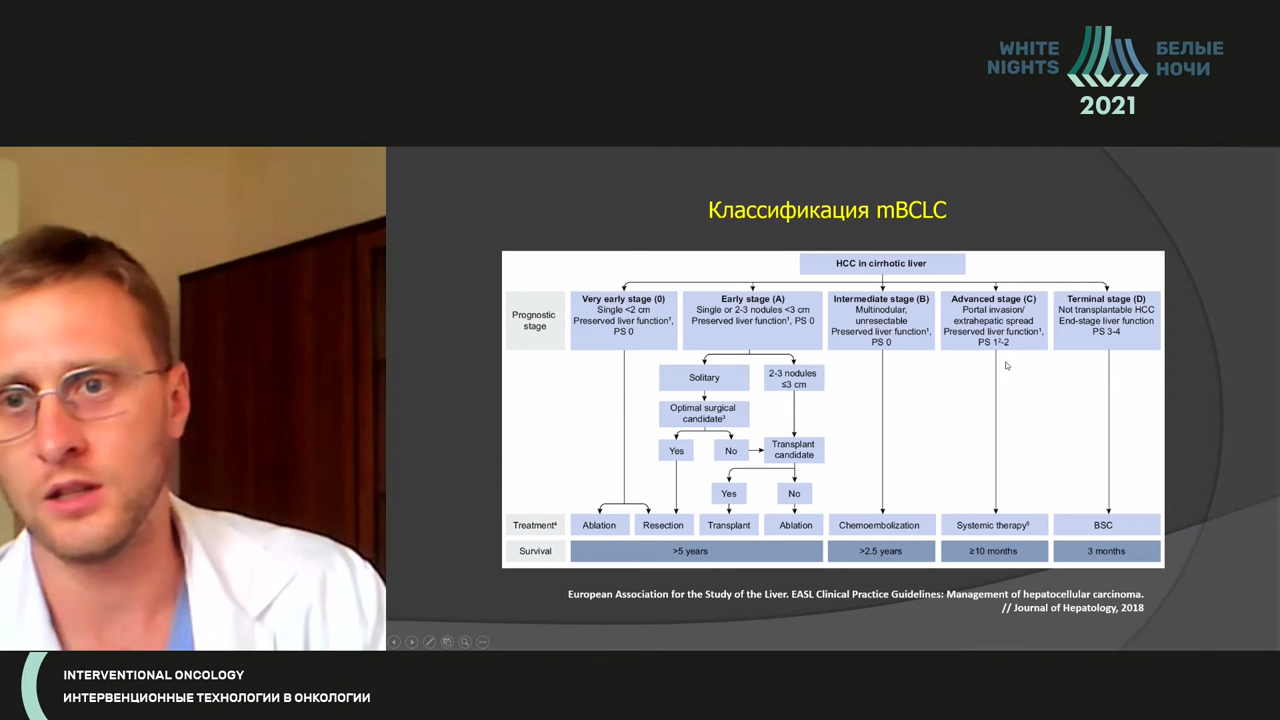 WHITE
NIGHTS
БЕЛЫЕ
НОЧИ
2021
Классификация mBCLC
HCC in cirrhotic liver
Prognostic
stage
Very early stage (0)
Single <2 cm
Preserved liver function¹,
PS 0
Early stage (A)
Single or 2-3 nodules <3 cm
Preserved liver function¹, PS 0
Intermediate stage (B)
Multinodular,
unresectable
Preserved liver function¹,
PS 0
Advanced stage (C)
Portal invasion/
extrahepatic spread
Preserved liver function¹,
PS 1²-2
Terminal stage (D)
Not transplantable HCC
End-stage liver function
PS 3-4
Solitary
2-3 nodules
≤3 cm
Optimal surgical
candidate³
Yes
No
Transplant
candidate
Yes
No
Treatment⁴
Ablation
Resection
Transplant
Ablation
Chemoembolization
Systemic therapy⁵
BSC
Survival
>5 years
>2.5 years
≥10 months
3 months
European Association for the Study of the Liver. EASL Clinical Practice Guidelines: Management of hepatocellular carcinoma.
// Journal of Hepatology, 2018
INTERVENTIONAL ONCOLOGY
ИНТЕРВЕНЦИОННЫЕ ТЕХНОЛОГИИ В ОНКОЛОГИИ